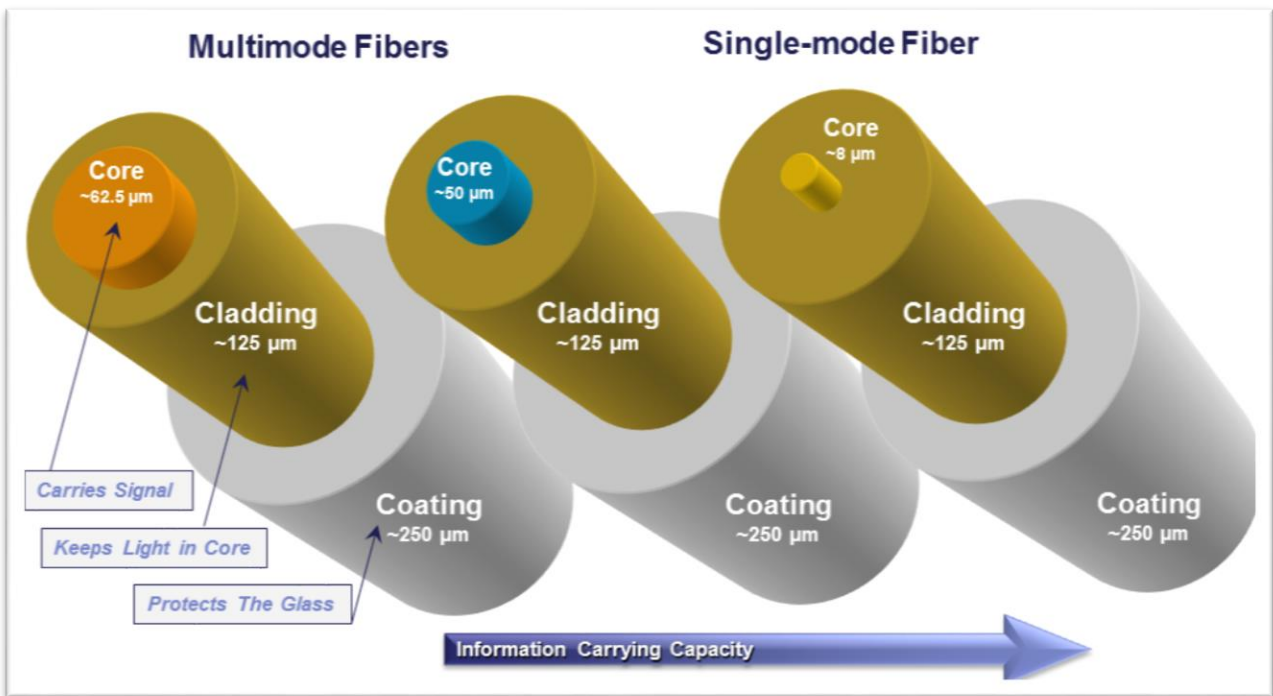 Multimode Fibers
Single-mode Fiber
Core
~62.5 µm
Core
~50 µm
Core
~8 µm
Cladding
~125 µm
Cladding
~125 µm
Cladding
~125 µm
Carries Signal
Keeps Light in Core
Protects The Glass
Coating
~250 µm
Coating
~250 µm
Coating
~250 µm
Information Carrying Capacity